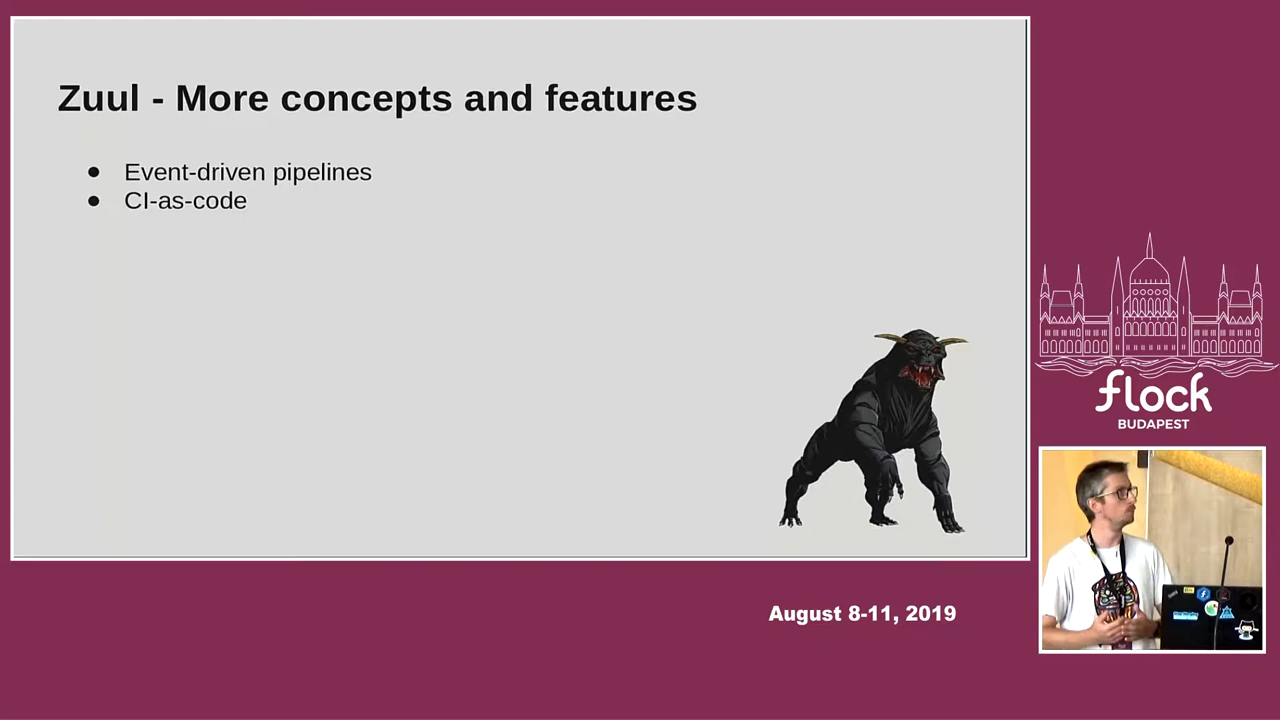 Zuul - More concepts and features
● Event-driven pipelines
● CI-as-code
flock
BUDAPEST
August 8-11, 2019